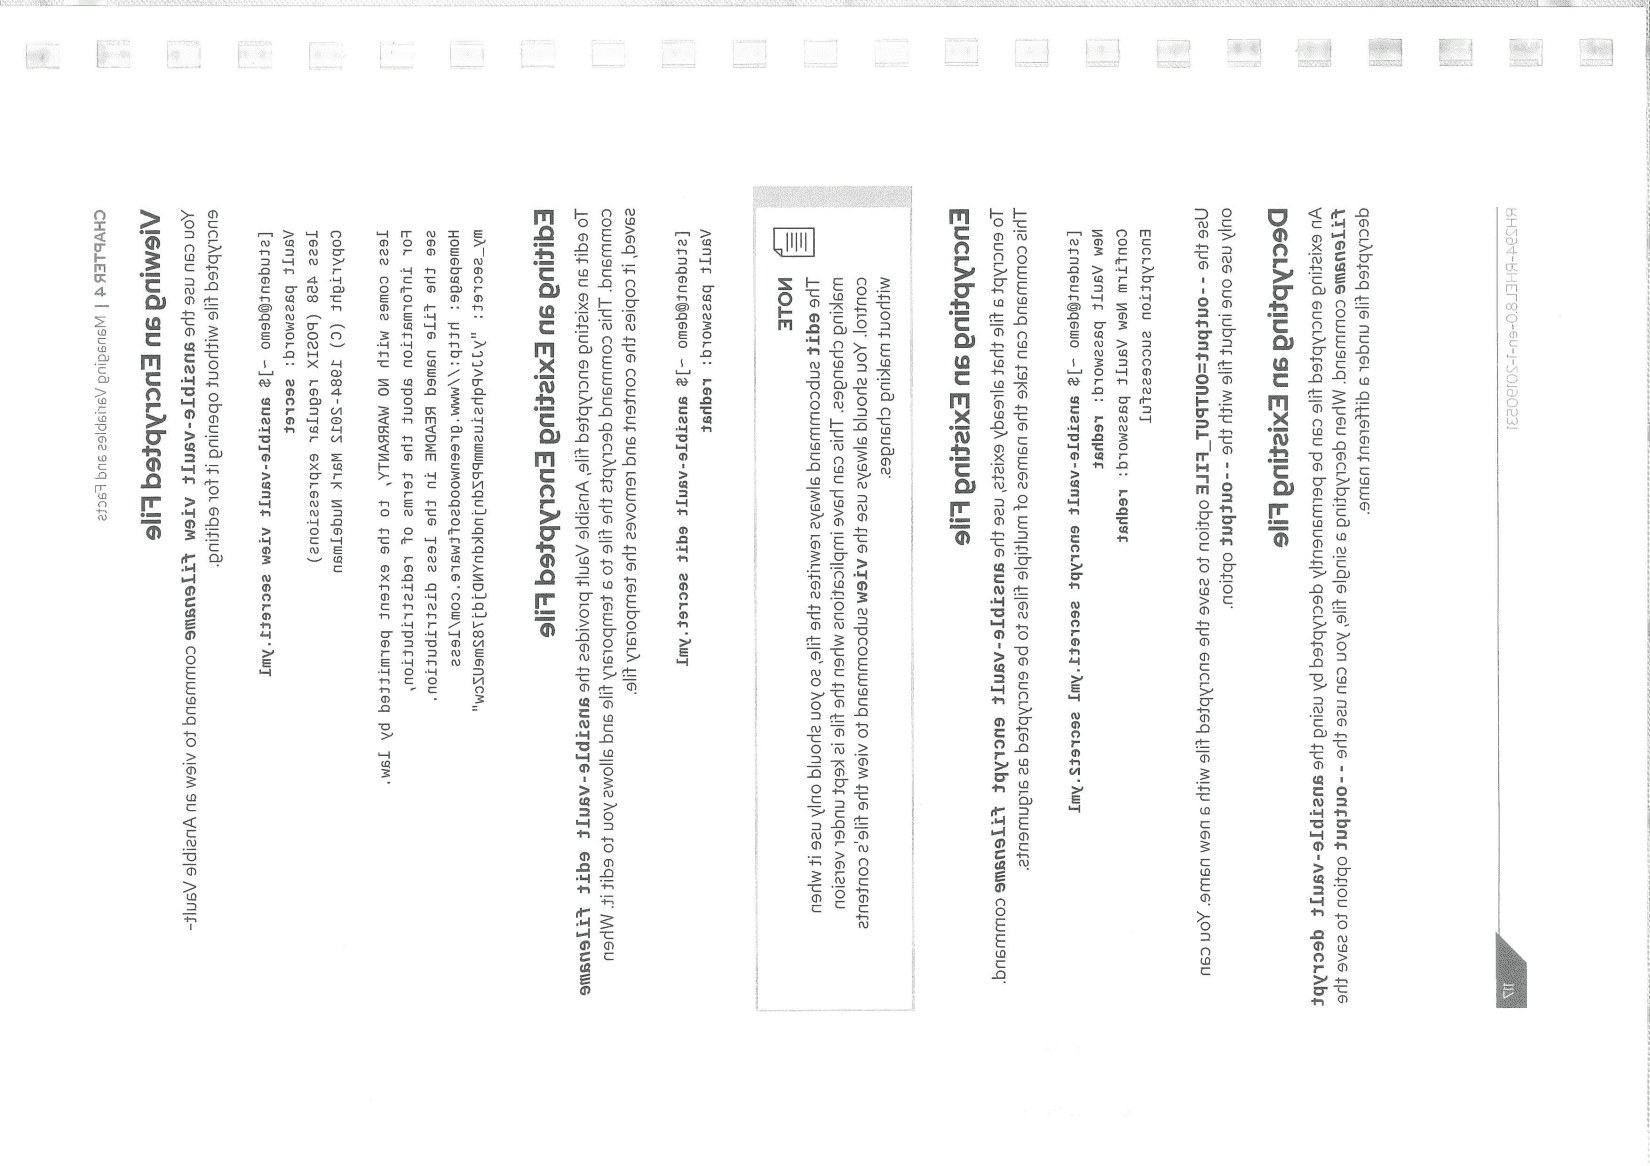 CHAPTER 4 | Managing Variables and Facts
Viewing an Encrypted File
You can use the ansible-vault view filename command to view an Ansible Vault-
encrypted file without opening it for editing.
[student@demo ~]$ ansible-vault view secret1.yml
Vault password: secret
less 458 (POSIX regular expressions)
Copyright (C) 1984-2012 Mark Nudelman

less comes with NO WARRANTY, to the extent permitted by law.
For information about the terms of redistribution,
see the file named README in the less distribution.
Homepage: http://www.greenwoodsoftware.com/less
my_secret: "yJJvPqhsiusmmPPZdnjndkdnYNDjdj782meUZcw"
Editing an Existing Encrypted File
To edit an existing encrypted file, Ansible Vault provides the ansible-vault edit filename
command. This command decrypts the file to a temporary file and allows you to edit it. When
saved, it copies the content and removes the temporary file.
[student@demo ~]$ ansible-vault edit secret.yml
Vault password: redhat
NOTE
The edit subcommand always rewrites the file, so you should only use it when
making changes. This can have implications when the file is kept under version
control. You should always use the view subcommand to view the file's contents
without making changes.
Encrypting an Existing File
To encrypt a file that already exists, use the ansible-vault encrypt filename command.
This command can take the names of multiple files to be encrypted as arguments.
[student@demo ~]$ ansible-vault encrypt secret1.yml secret2.yml
New Vault password: redhat
Confirm New Vault password: redhat
Encryption successful
Use the --output=OUTPUT_FILE option to save the encrypted file with a new name. You can
only use one input file with the --output option.
Decrypting an Existing File
An existing encrypted file can be permanently decrypted by using the ansible-vault decrypt
filename command. When decrypting a single file, you can use the --output option to save the
decrypted file under a different name.
RH294-RHEL8.0-en-1-20190531
117